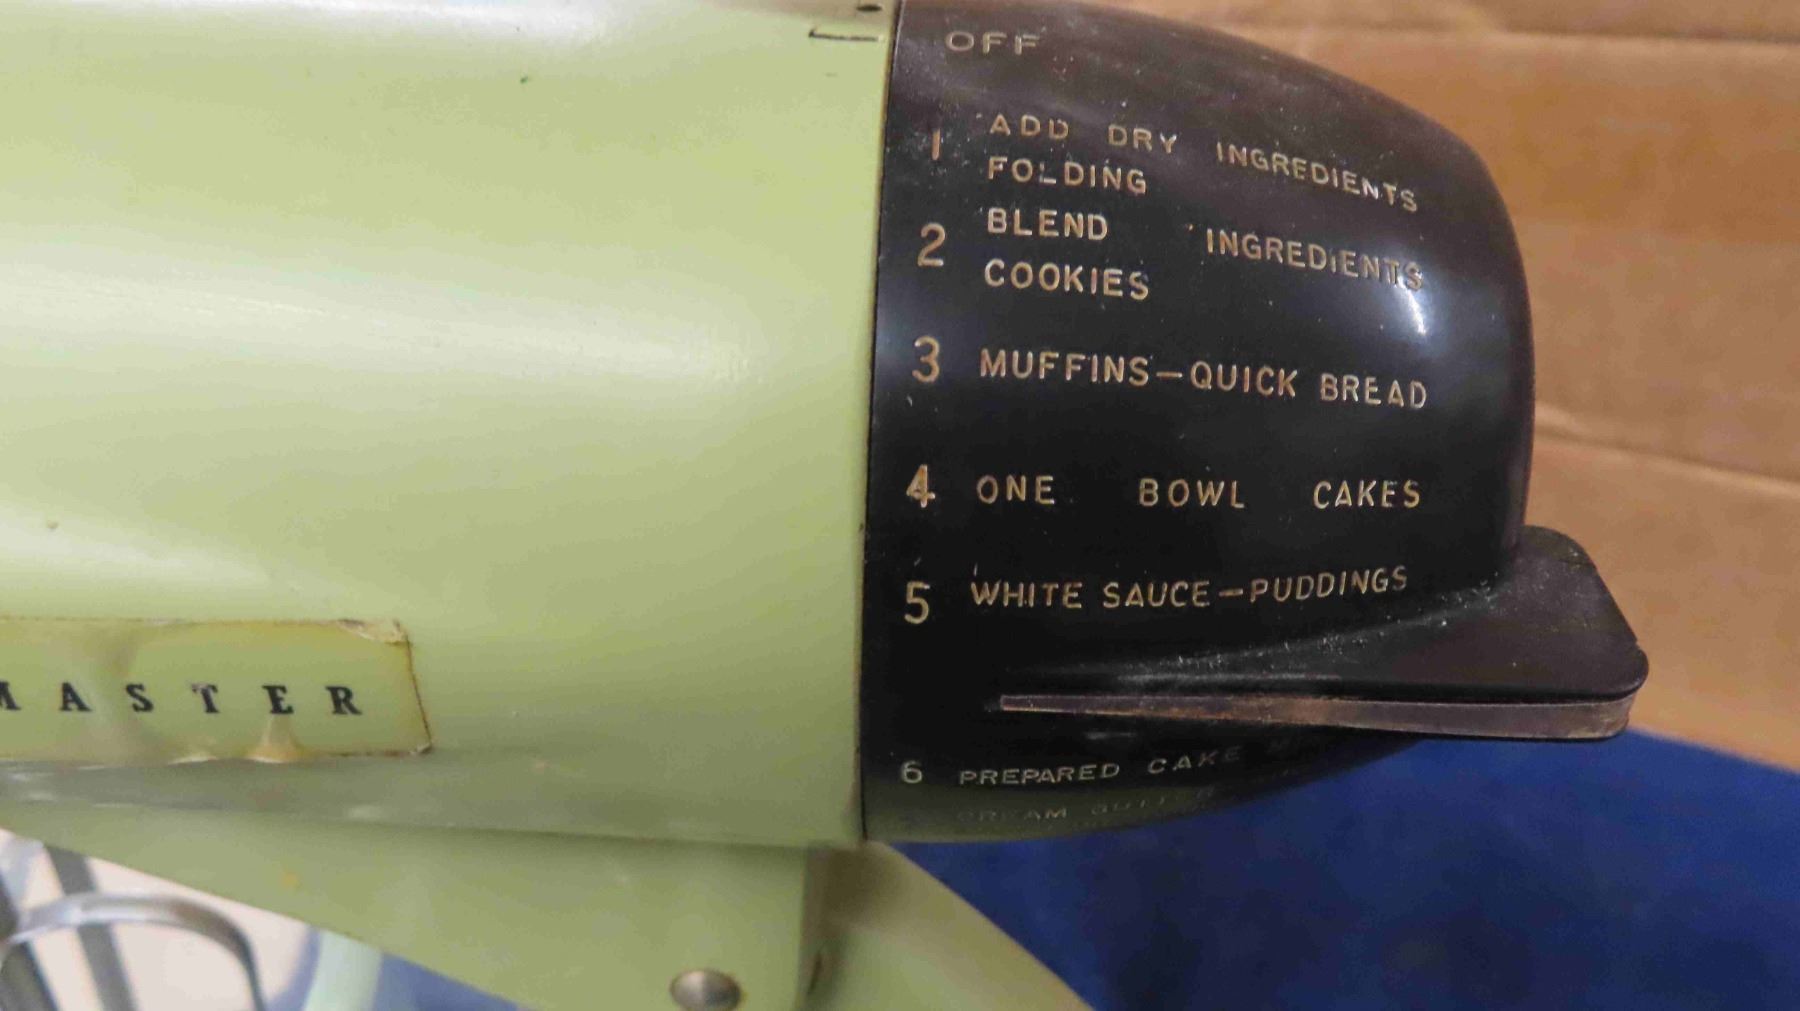 OFF
1 ADD DRY INGREDIENTS
FOLDING
2 BLEND INGREDIENTS
COOKIES
3 MUFFINS—QUICK BREAD
4 ONE BOWL CAKES
5 WHITE SAUCE—PUDDINGS
MASTER
6 PREPARED CAKE
CREAM